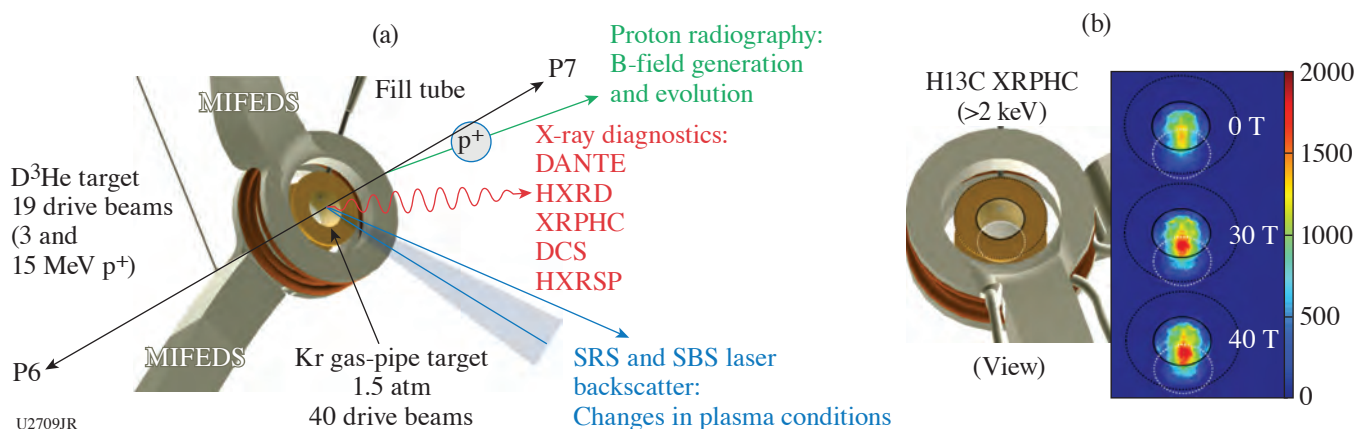 (a)
MIFEDS
Fill tube
P7
Proton radiography:
B-field generation
and evolution
p⁺
X-ray diagnostics:
DANTE
HXRD
XRPHC
DCS
HXRSP
D³He target
19 drive beams
(3 and
15 MeV p⁺)
P6
MIFEDS
Kr gas-pipe target
1.5 atm
40 drive beams
SRS and SBS laser
backscatter:
Changes in plasma conditions
U2709JR
(b)
H13C XRPHC
(>2 keV)
(View)
0 T
30 T
40 T
2000
1500
1000
500
0